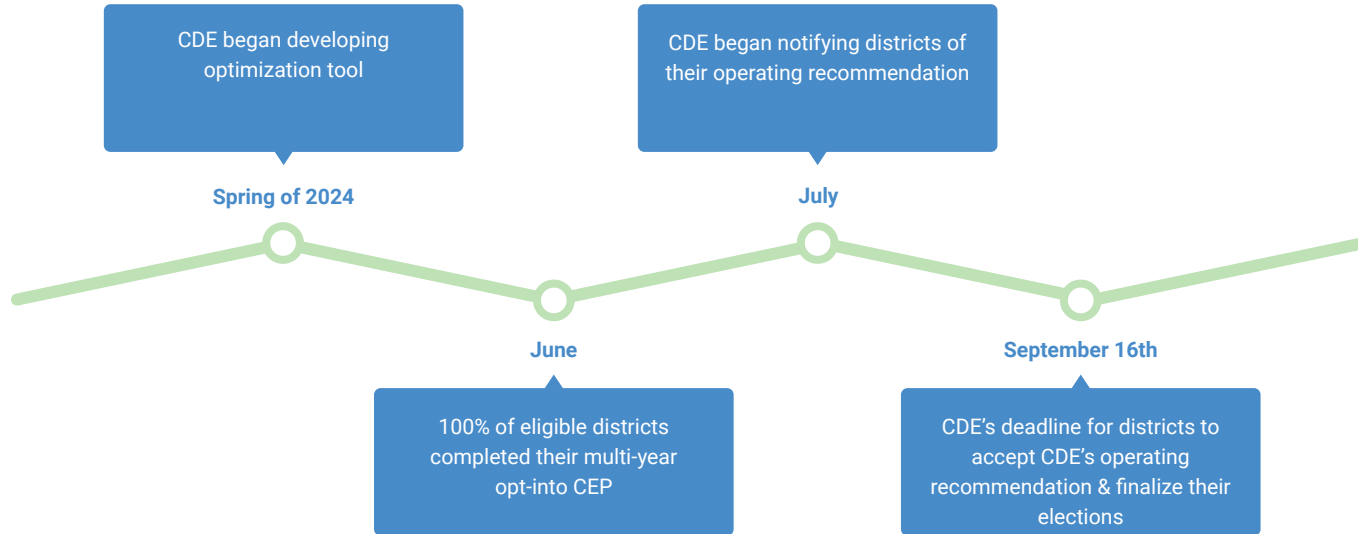 CDE began developing
optimization tool
Spring of 2024
June
100% of eligible districts
completed their multi-year
opt-into CEP
CDE began notifying districts of
their operating recommendation
July
September 16th
CDE’s deadline for districts to
accept CDE’s operating
recommendation & finalize their
elections